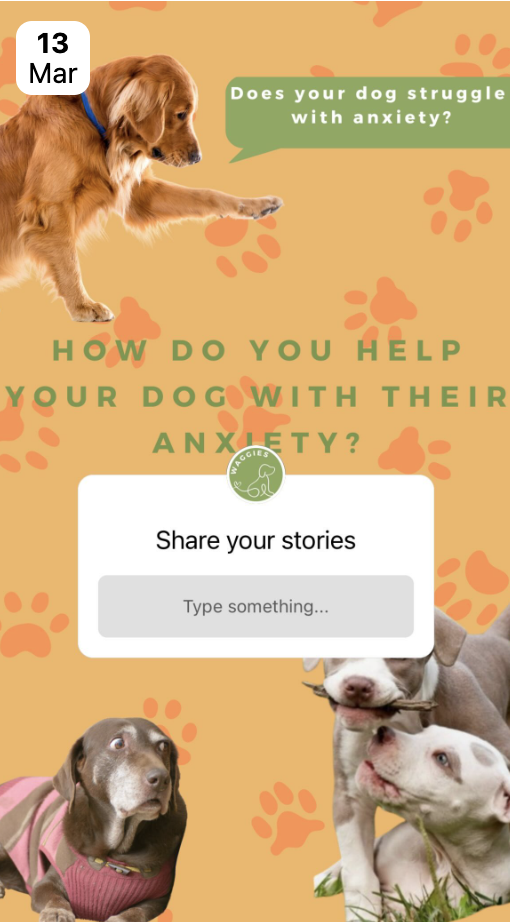 13
Mar
Does your dog struggle
with anxiety?
HOW DO YOU HELP
YOUR DOG WITH THEIR
ANXIETY?
WAGGIES
Share your stories
Type something...